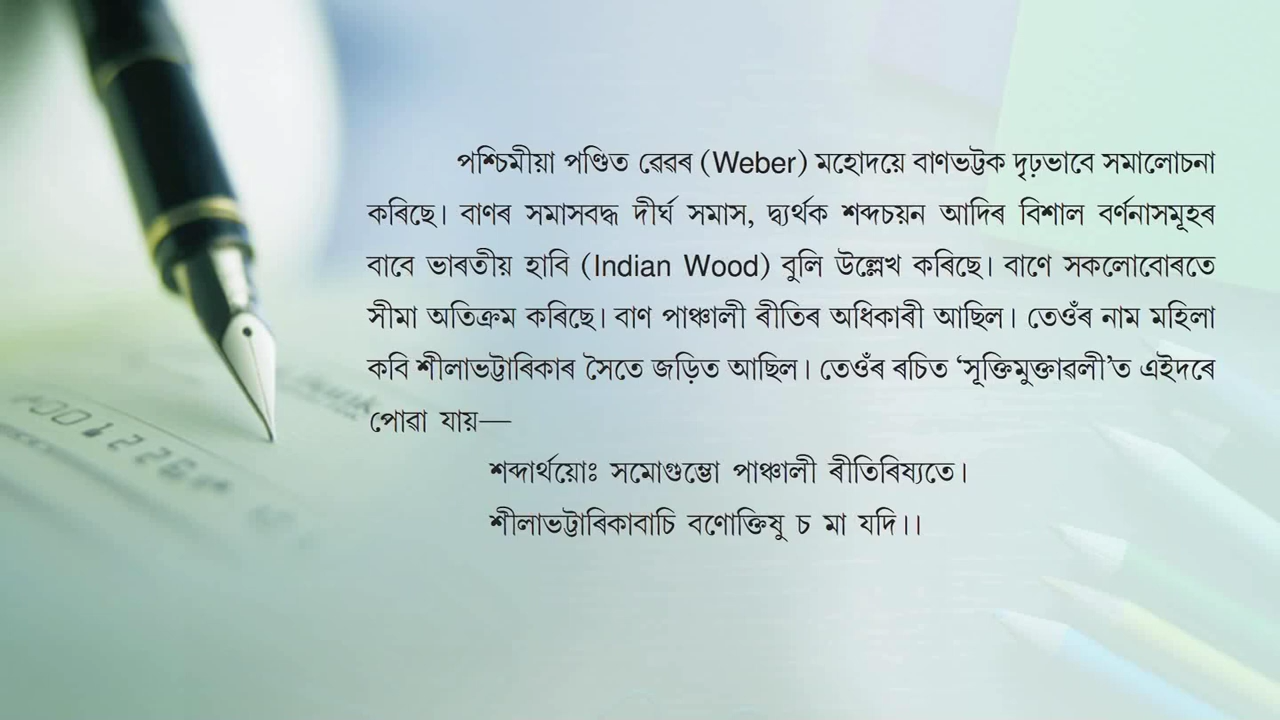 পশ্চিমীয়া পণ্ডিত ৱেৱৰ (Weber) মহোদয়ে বাণভট্টক দৃঢ়ভাবে সমালোচনা
কৰিছে। বাণৰ সমাসবদ্ধ দীৰ্ঘ সমাস, দ্ব্যৰ্থক শব্দচয়ন আদিৰ বিশাল বৰ্ণনাসমূহৰ
বাবে ভাৰতীয় হাবি (Indian Wood) বুলি উল্লেখ কৰিছে। বাণে সকলোবোৰতে
সীমা অতিক্ৰম কৰিছে। বাণ পাঞ্চালী ৰীতিৰ অধিকাৰী আছিল। তেওঁৰ নাম মহিলা
কবি শীলাভট্টাৰিকাৰ সৈতে জড়িত আছিল। তেওঁৰ ৰচিত ‘সূক্তিমুক্তাৱলী’ত এইদৰে
পোৱা যায়—
শব্দাৰ্থয়োঃ সমোগুম্ভো পাঞ্চালী ৰীতিৰিষ্যতে।
শীলাভট্টাৰিকাবাচি বণোক্তিষু চ মা যদি।।